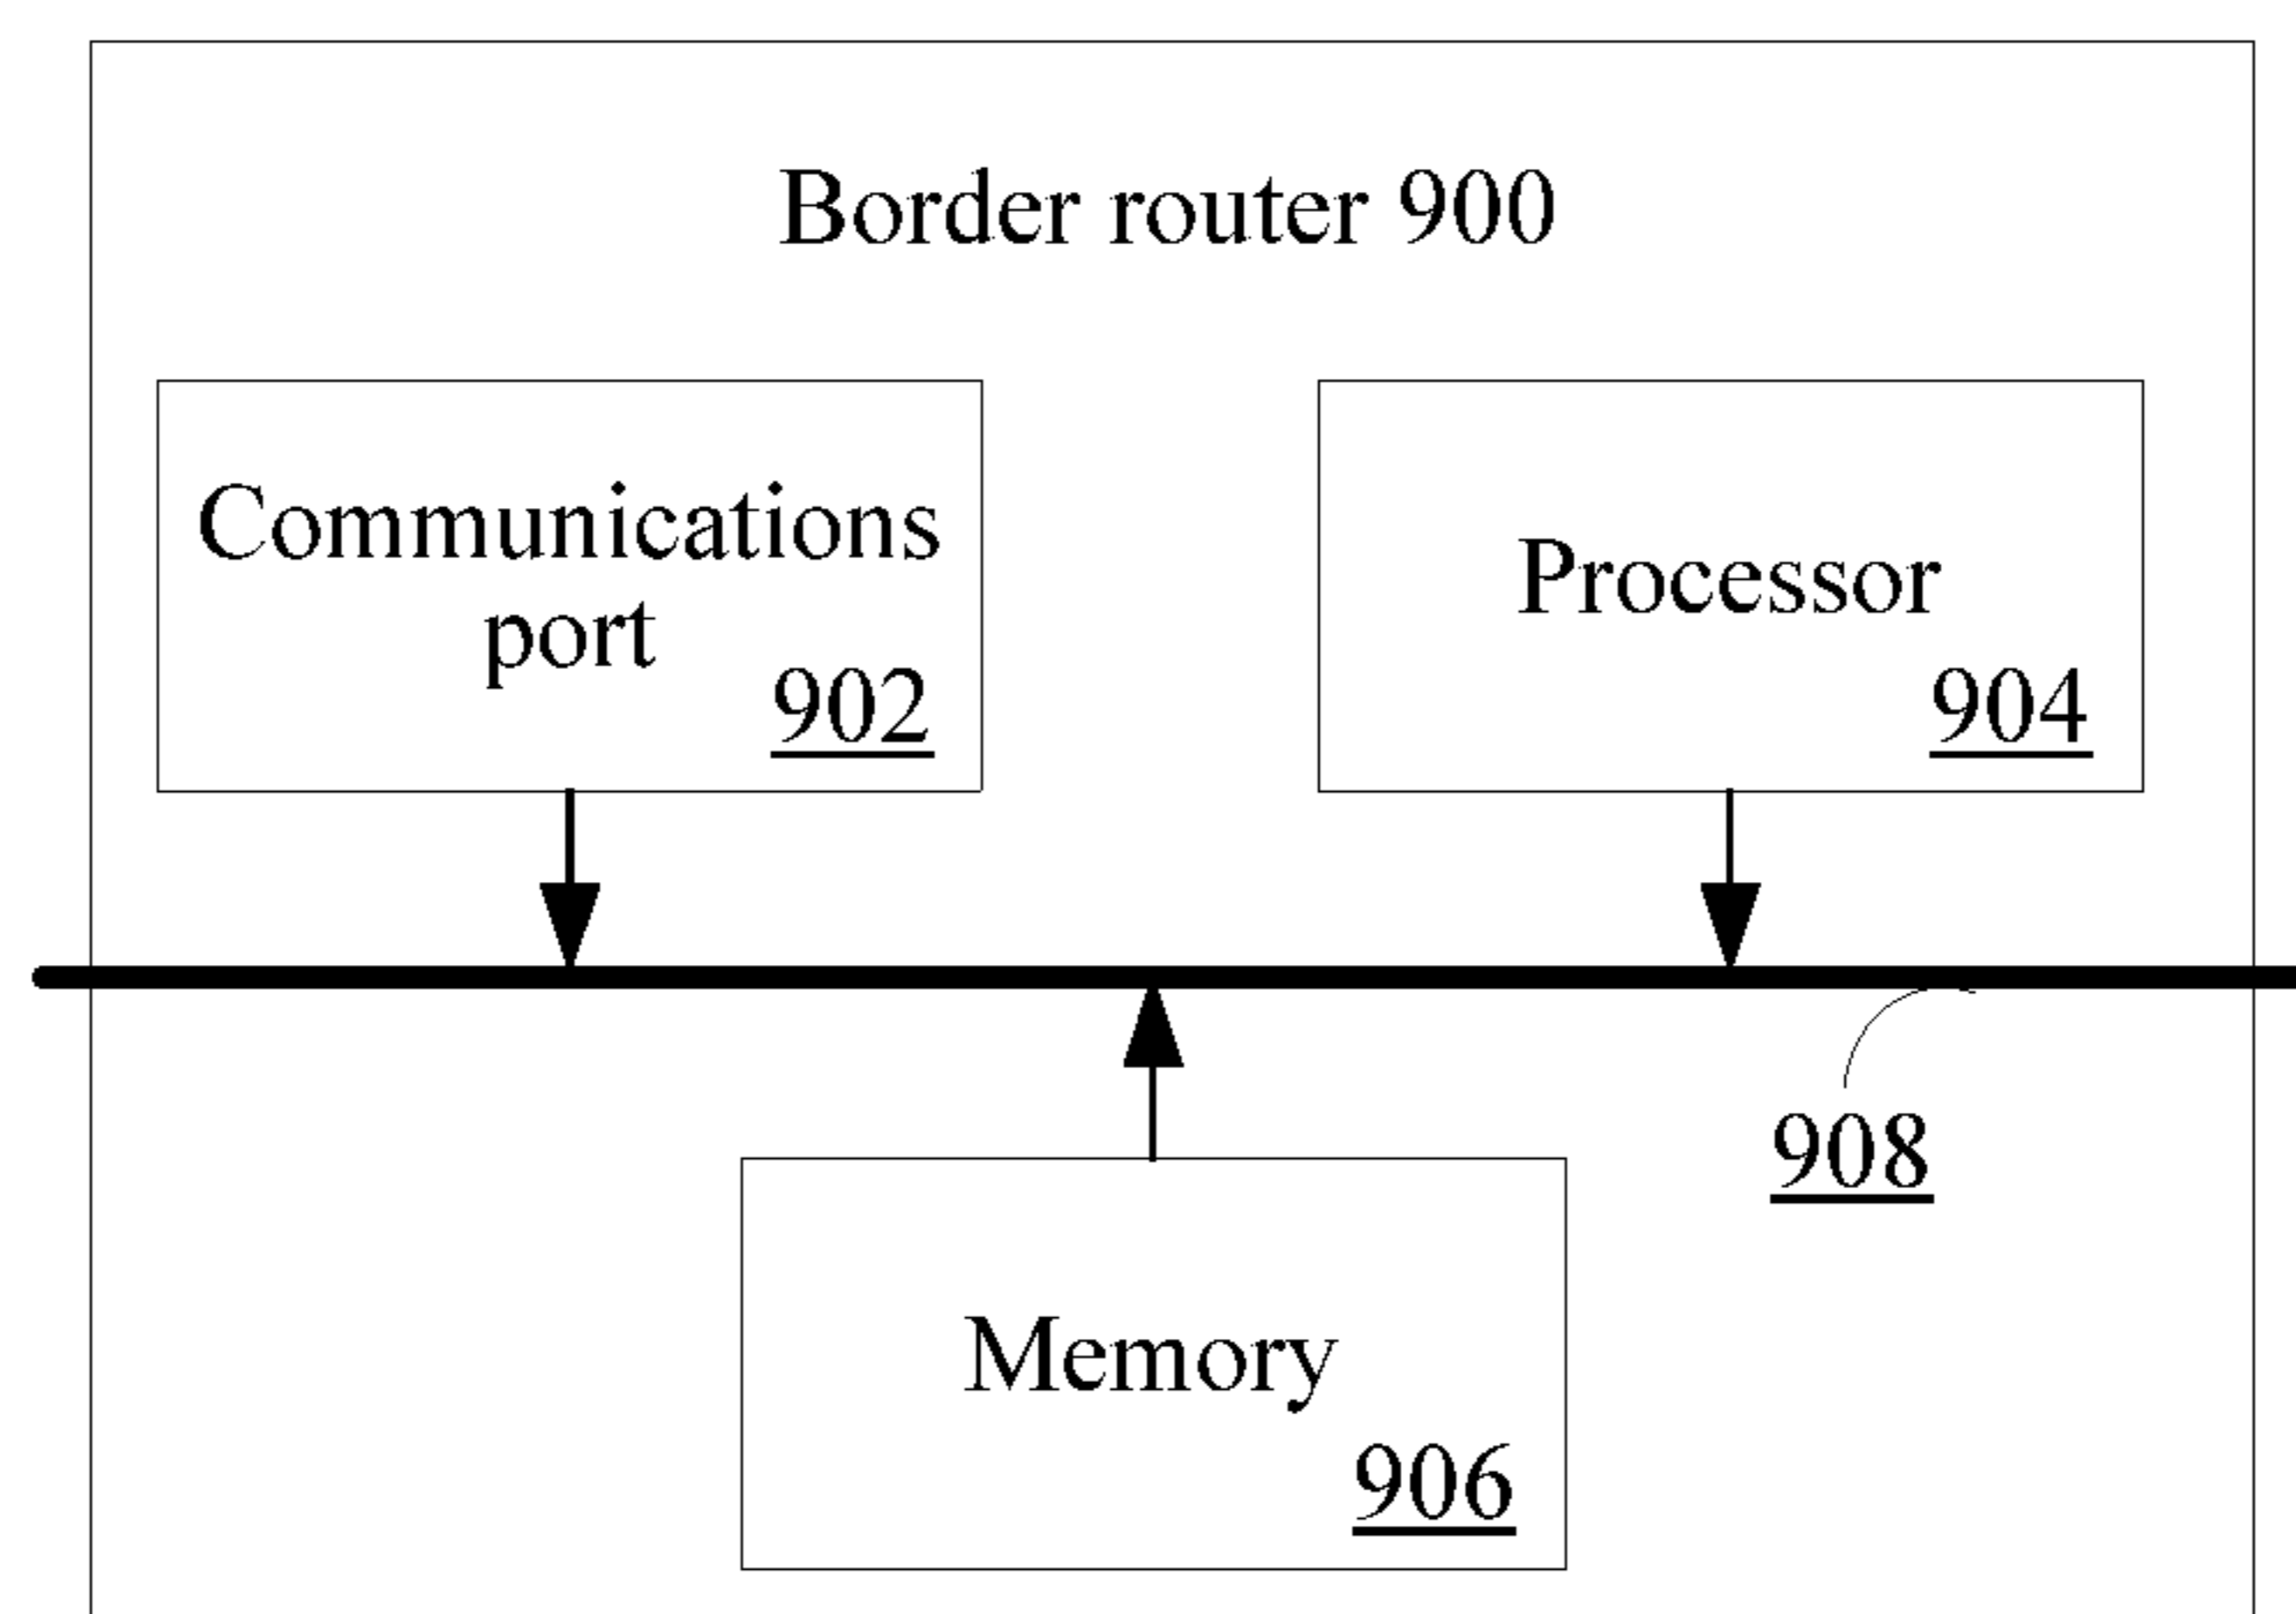 Border router 900
Communications
port
902
Processor
904
908
Memory
906